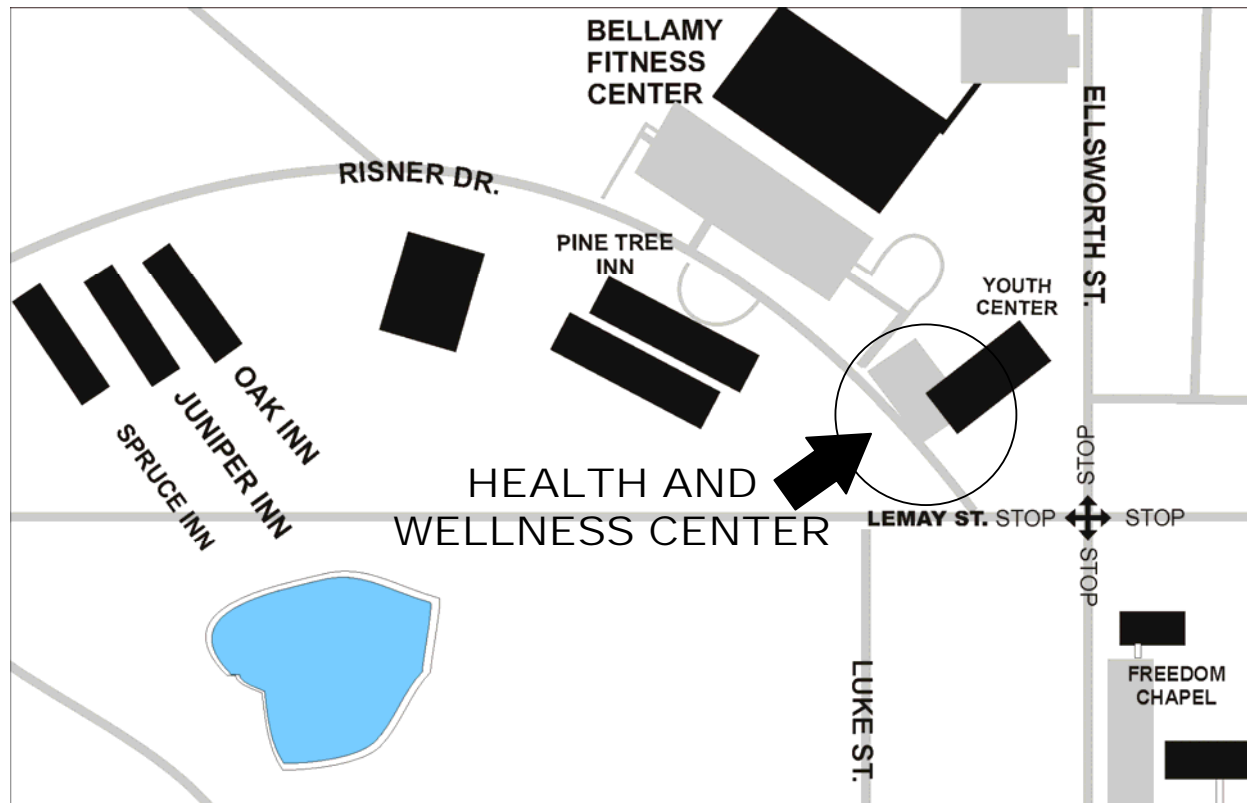 BELLAMY
FITNESS
CENTER
ELLSWORTH ST.
RISNER DR.
PINE TREE
INN
YOUTH
CENTER
OAK INN
JUNIPER INN
SPRUCE INN
HEALTH AND
WELLNESS CENTER
STOP
LEMAY ST. STOP
STOP
STOP
LUKE ST.
FREEDOM
CHAPEL